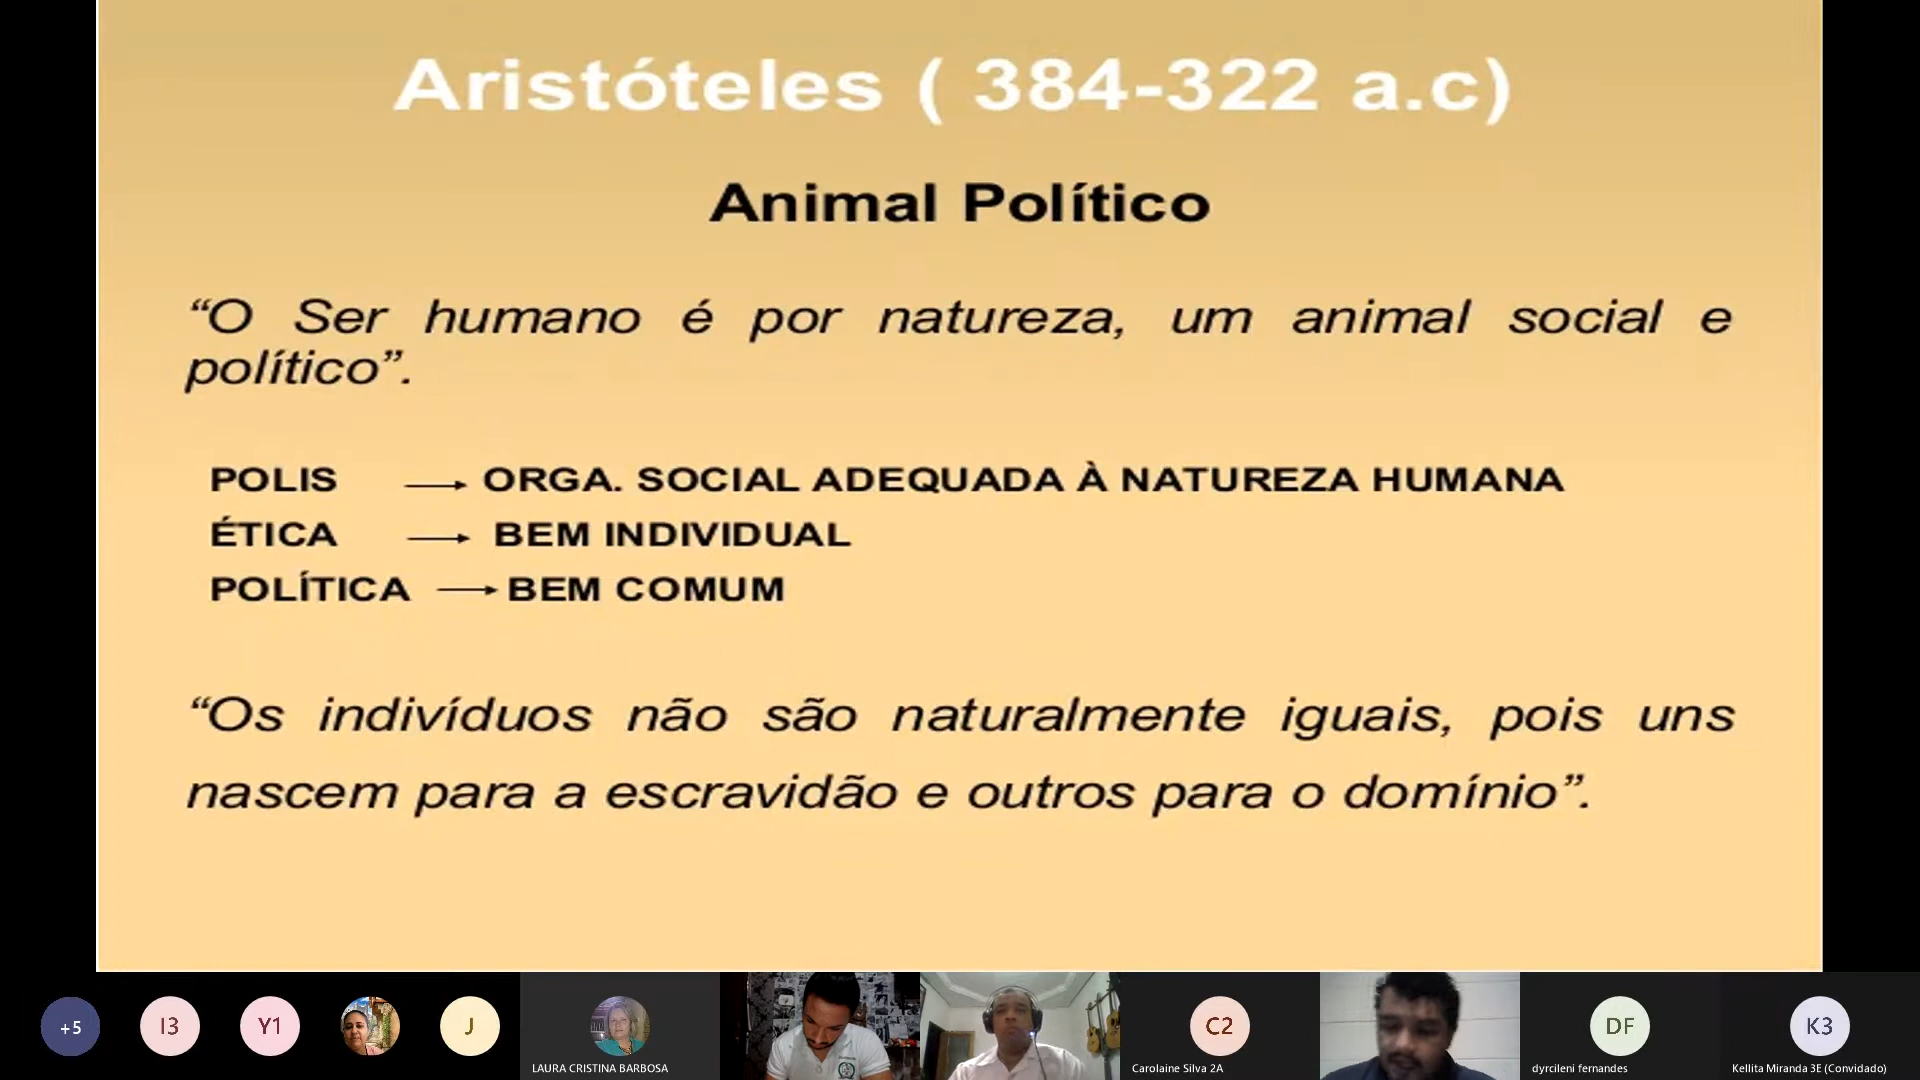 Aristóteles ( 384-322 a.c)
Animal Político
“O Ser humano é por natureza, um animal social e
político”.
POLIS → ORGA. SOCIAL ADEQUADA À NATUREZA HUMANA
ÉTICA → BEM INDIVIDUAL
POLÍTICA → BEM COMUM
“Os indivíduos não são naturalmente iguais, pois uns
nascem para a escravidão e outros para o domínio”.
+5 I3 Y1 J C2 DF K3
LAURA CRISTINA BARBOSA Carolaine Silva 2A dyrcileni fernandes Kellita Miranda 3E (Convidado)